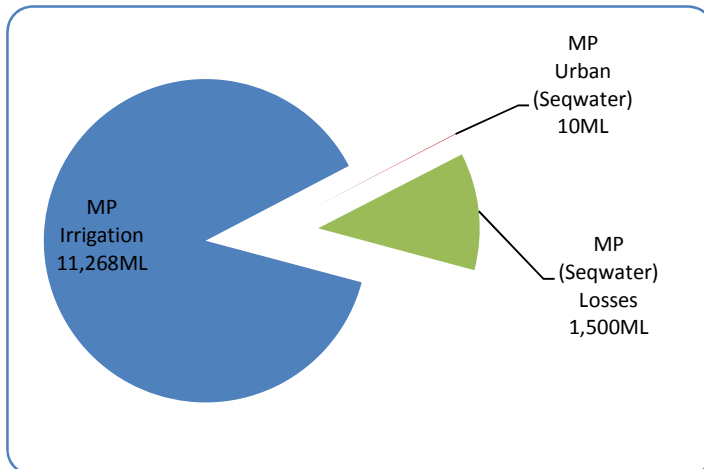 MP
Urban
(Seqwater)
10ML
MP
Irrigation
11,268ML
MP
(Seqwater)
Losses
1,500ML